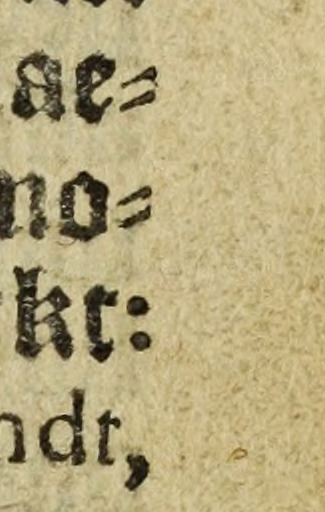 ae=
no=
kt:
ndt,